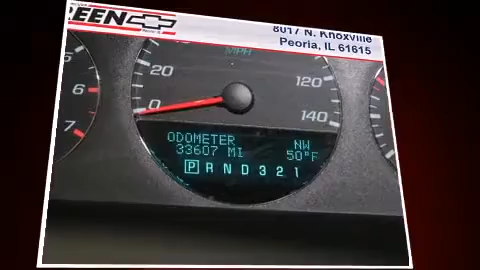 REEN
8017 N. Knoxville
Peoria, IL 61615
MPH
20
120
6
0
140
7
ODOMETER NW
33607 MI 50°F
P R N D 3 2 1